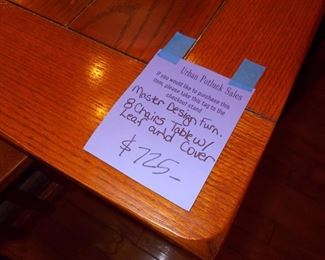 Urban Potluck Sales
If you would like to purchase this
item, please take this tag to the
checkout stand
Master Design Furn.
8 Chairs Table w/
Leaf and Cover
$725-